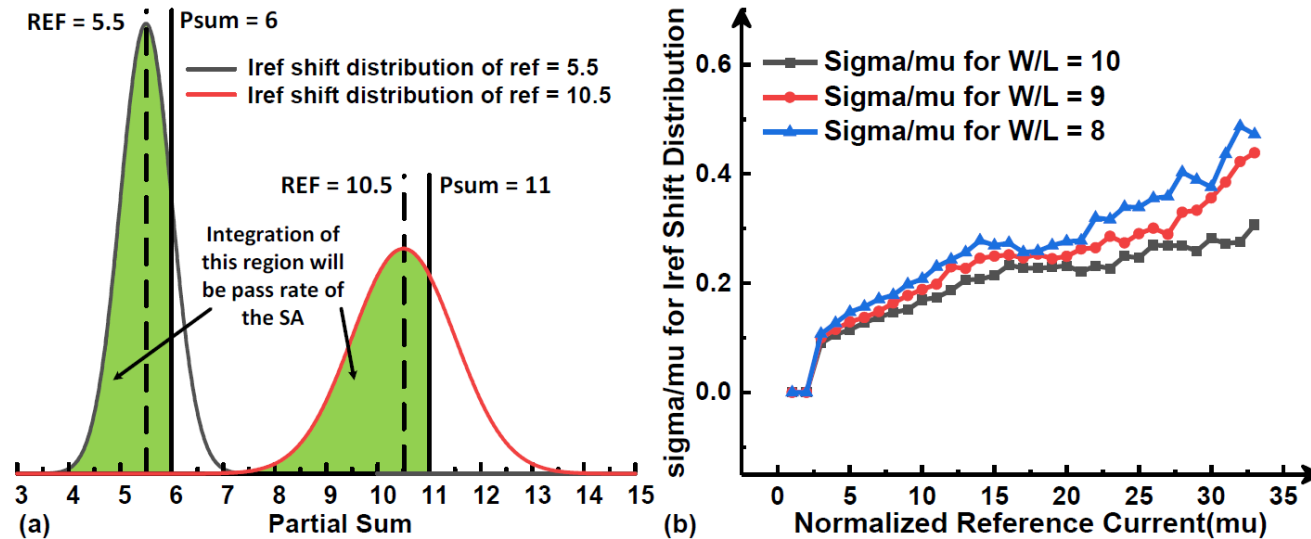 REF = 5.5
Psum = 6
Iref shift distribution of ref = 5.5
Iref shift distribution of ref = 10.5
REF = 10.5
Psum = 11
Integration of
this region will
be pass rate of
the SA
3 4 5 6 7 8 9 10 11 12 13 14 15
Partial Sum
(a)
sigma/mu for Iref Shift Distribution
0.6
0.4
0.2
0.0
Sigma/mu for W/L = 10
Sigma/mu for W/L = 9
Sigma/mu for W/L = 8
0 5 10 15 20 25 30 35
Normalized Reference Current(mu)
(b)